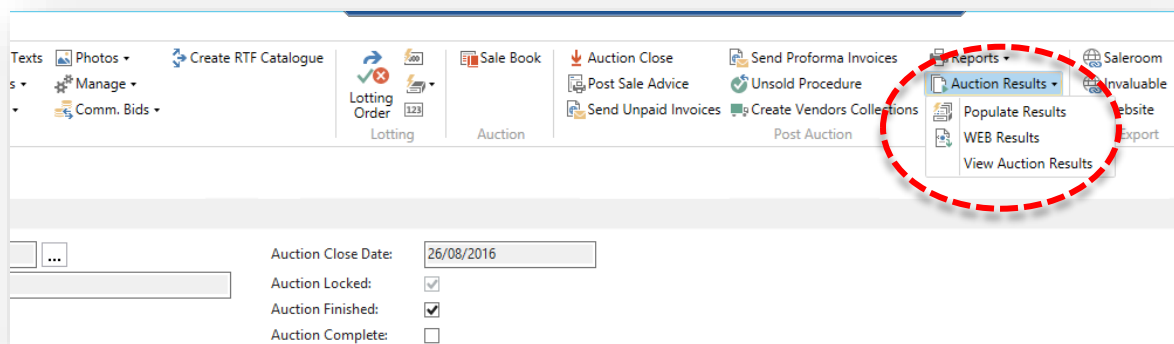 Texts Photos Create RTF Catalogue Sale Book Auction Close Send Proforma Invoices Reports Saleroom
s Manage Post Sale Advice Unsold Procedure Auction Results Invaluable
Comm. Bids Lotting Order 123 Send Unpaid Invoices Create Vendors Collections Populate Results ebsite
Lotting Auction Post Auction WEB Results Export
View Auction Results
... Auction Close Date: 26/08/2016
Auction Locked:
Auction Finished:
Auction Complete: